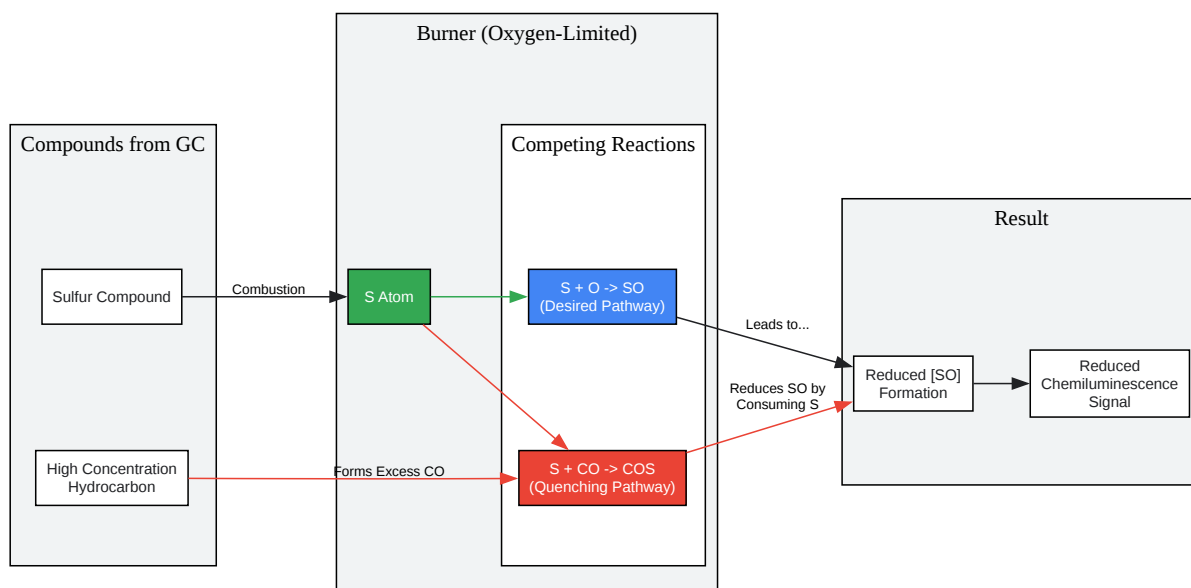 Burner (Oxygen-Limited)
Compounds from GC
Competing Reactions
Result
Sulfur Compound
Combustion
S Atom
S + O -> SO
(Desired Pathway)
Leads to...
Reduced [SO]
Formation
Reduced
Chemiluminescence
Signal
Reduces SO by
Consuming S
High Concentration
Hydrocarbon
Forms Excess CO
S + CO -> COS
(Quenching Pathway)